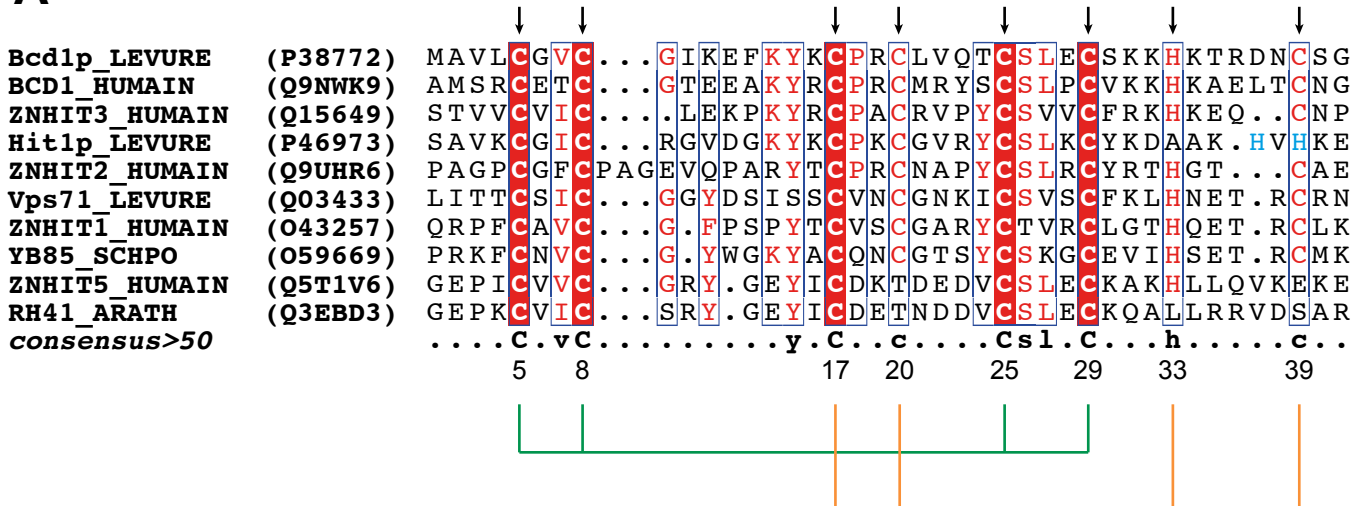 Bcd1p_LEVURE (P38772) MAVLCGVC...GIKEFKYKCPRCLVQTCSLECSKKHKTRDNCSG
BCD1_HUMAIN (Q9NWK9) AMSRCETC...GTEEAKYRCPRCMRYSCSLPCVKKHKAELTCNG
ZNHIT3_HUMAIN (Q15649) STVVCVIC....LEKPKYRCPACRVPYCSVVCFRKHKEQ..CNP
Hit1p_LEVURE (P46973) SAVKCGIC...RGVDGKYKCPKCGVRYCSLKCYKDAAK.HVHKE
ZNHIT2_HUMAIN (Q9UHR6) PAGPCGFCPAGEVQPARYTCPRCNAPYCSLRCYRTHGT...CAE
Vps71_LEVURE (Q03433) LITTCSIC...GGYDSISSCVNCGNKICSVSCFKLHNET.RCRN
ZNHIT1_HUMAIN (O43257) QRPFCAVC...G.FPSPYTCVSCGARYCTVRCLGTHQET.RCLK
YB85_SCHPO (O59669) PRKFCNVC...G.YWGKYACQNCGTSYCSKGCEVIHSET.RCMK
ZNHIT5_HUMAIN (Q5T1V6) GEPICVVC...GRY.GEYICDKTDEDVCSLECKAKHLLQVKEKE
RH41_ARATH (Q3EBD3) GEPKCVIC...SRY.GEYICDETNDDVCSLECKQALLRRVDSAR
consensus>50 ....C.vC.........y.C..c....Csl.C...h.....c..
5 8 17 20 25 29 33 39